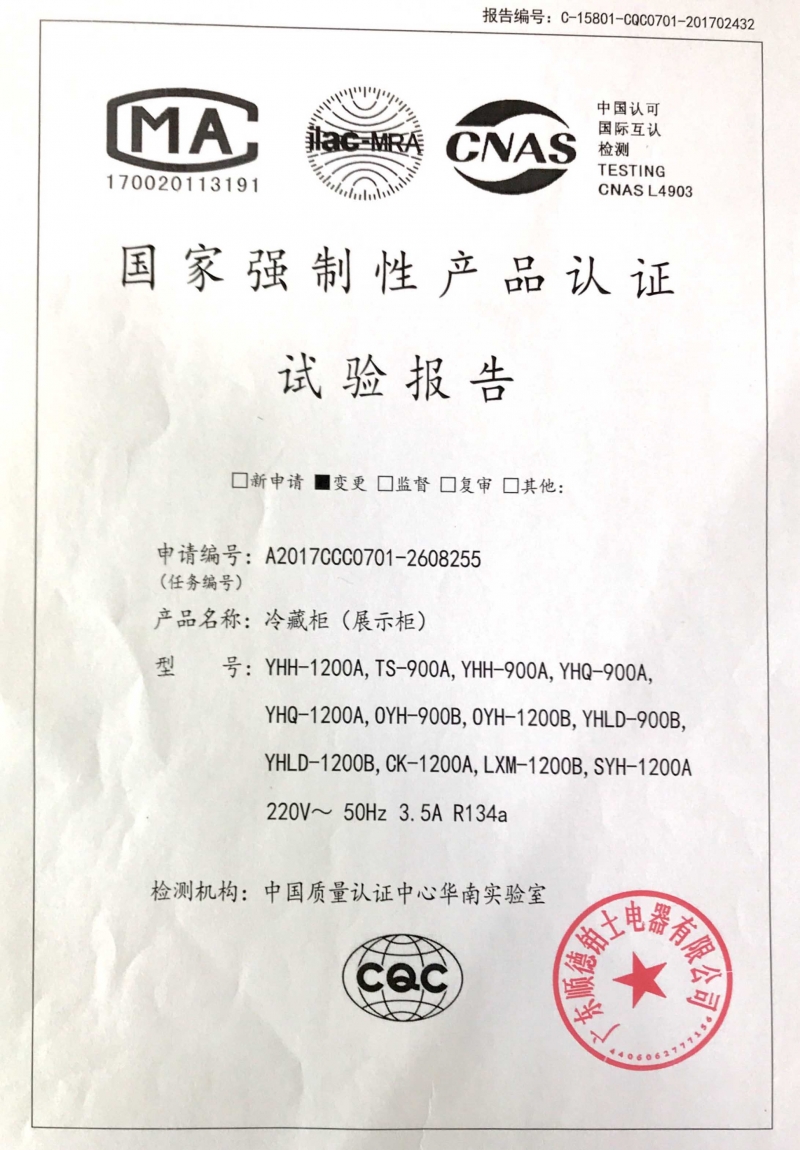 报告编号：C-15801-CQC0701-201702432
MA
170020113191
ilac-MRA
CNAS
中国认可
国际互认
检测
TESTING
CNAS L4903
国家强制性产品认证
试验报告
□新申请 ■变更 □监督 □复审 □其他：
申请编号：A2017CCC0701-2608255
（任务编号）
产品名称：冷藏柜（展示柜）
型 号：YHH-1200A, TS-900A, YHH-900A, YHQ-900A,
YHQ-1200A, OYH-900B, OYH-1200B, YHLD-900B,
YHLD-1200B, CK-1200A, LXM-1200B, SYH-1200A
220V～ 50Hz 3.5A R134a
检测机构：中国质量认证中心华南实验室
CQC
广东顺德铂士电器有限公司
4406062777156